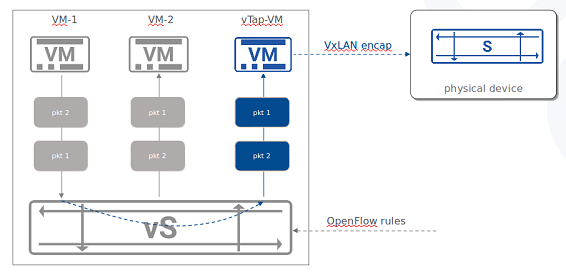 VM-1
VM-2
vTap-VM
VM
VM
VM
VxLAN encap
S
physical device
pkt 2
pkt 1
pkt 1
pkt 1
pkt 2
pkt 2
vS
OpenFlow rules